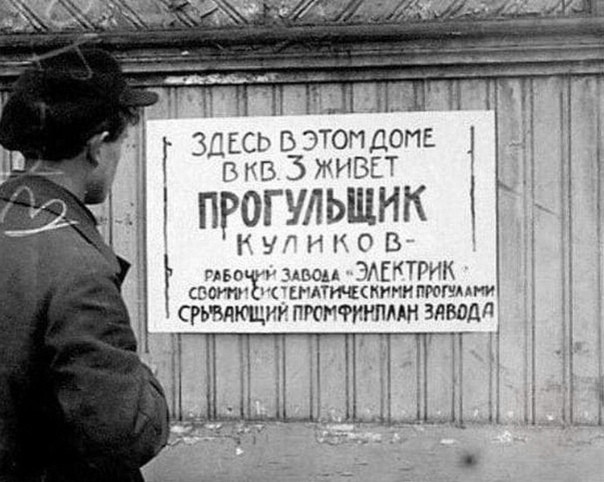 ЗДЕСЬ В ЭТОМ ДОМЕ
В КВ. 3 ЖИВЕТ
ПРОГУЛЬЩИК
КУЛИКОВ-
РАБОЧИЙ ЗАВОДА "ЭЛЕКТРИК"
СВОИМИ СИСТЕМАТИЧЕСКИМИ ПРОГУЛАМИ
СРЫВАЮЩИЙ ПРОМФИНПЛАН ЗАВОДА